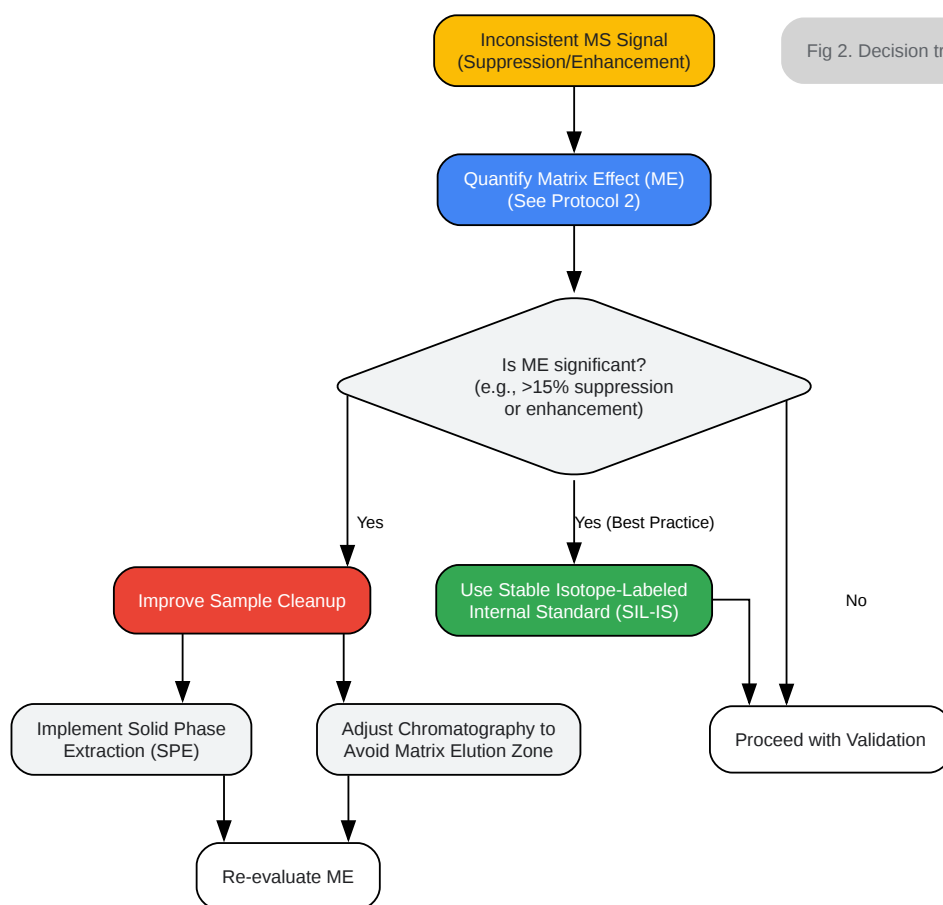 Inconsistent MS Signal
(Suppression/Enhancement)
Fig 2. Decision
Quantify Matrix Effect (ME)
(See Protocol 2)
Is ME significant?
(e.g., >15% suppression
or enhancement)
Yes
Yes (Best Practice)
No
Improve Sample Cleanup
Use Stable Isotope-Labeled
Internal Standard (SIL-IS)
Implement Solid Phase
Extraction (SPE)
Adjust Chromatography to
Avoid Matrix Elution Zone
Proceed with Validation
Re-evaluate ME